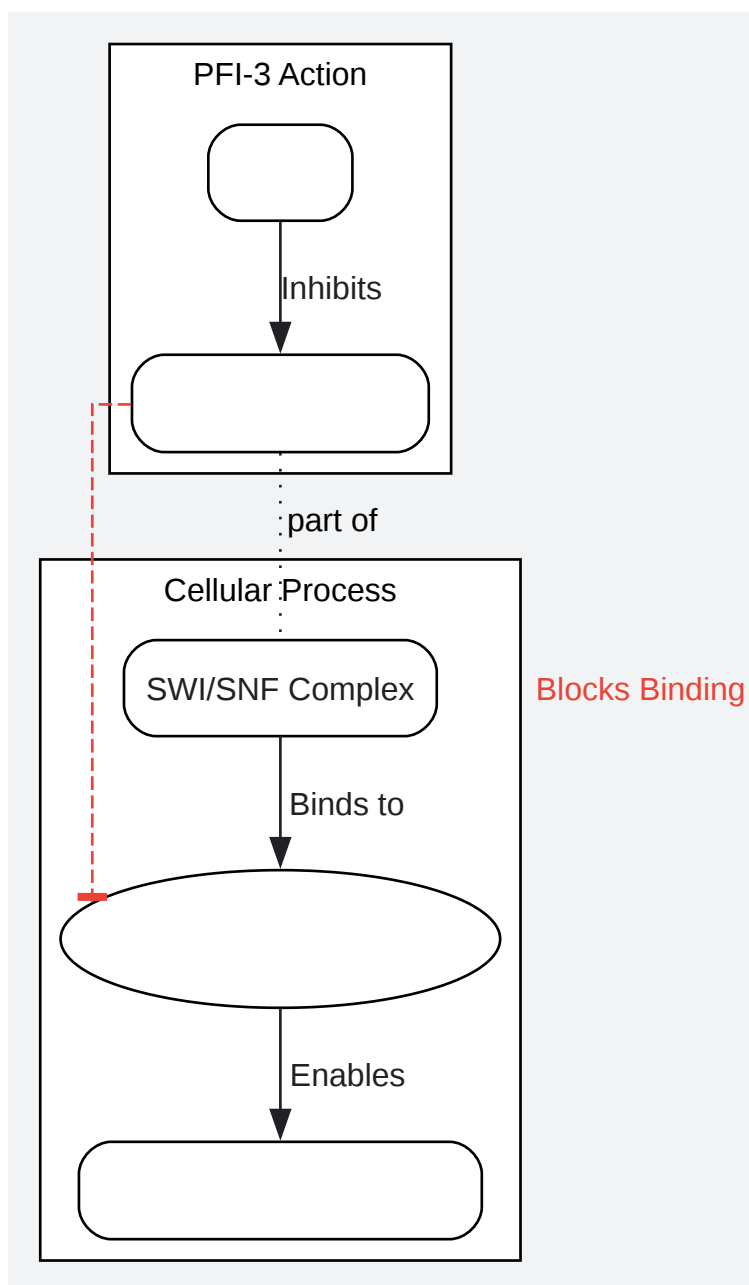 PFI-3 Action
Inhibits
part of
Cellular Process
SWI/SNF Complex
Blocks Binding
Binds to
Enables